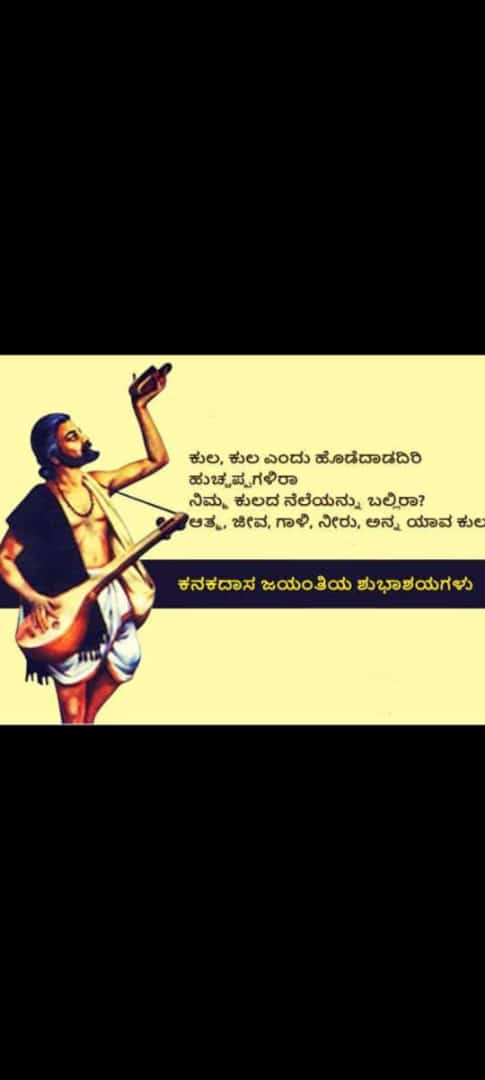 ಕುಲ, ಕುಲ ಎಂದು ಹೊಡೆದಾಡದಿರಿ
ಹುಚ್ಚಪ್ಪಗಳಿರಾ
ನಿಮ್ಮ ಕುಲದ ನೆಲೆಯನ್ನು ಬಲ್ಲಿರಾ?
ಆತ್ಮ, ಜೀವ, ಗಾಳಿ, ನೀರು, ಅನ್ನ ಯಾವ ಕುಲ
ಕನಕದಾಸ ಜಯಂತಿಯ ಶುಭಾಶಯಗಳು